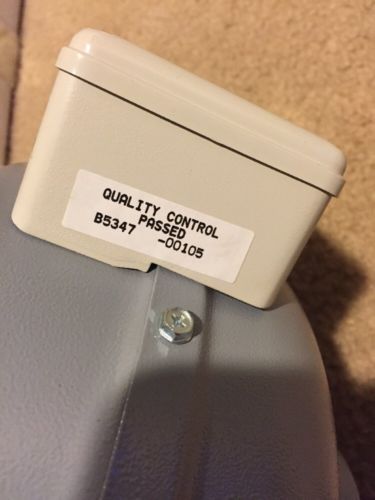 QUALITY CONTROL
PASSED
B5347 -00105